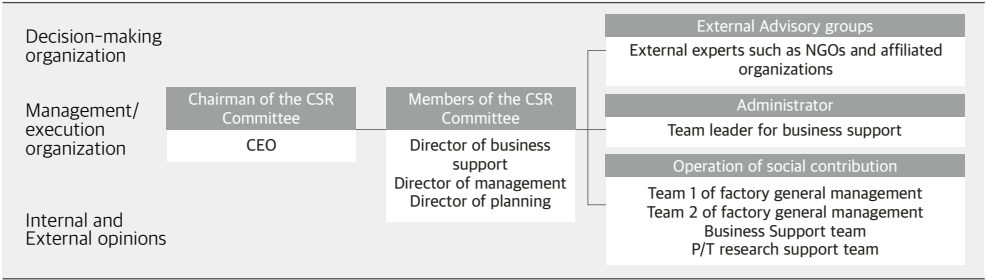 Decision-making
organization
Management/
execution
organization
Internal and
External opinions
Chairman of the CSR
Committee
CEO
Members of the CSR
Committee
Director of business
support
Director of management
Director of planning
External Advisory groups
External experts such as NGOs and affiliated
organizations
Administrator
Team leader for business support
Operation of social contribution
Team 1 of factory general management
Team 2 of factory general management
Business Support team
P/T research support team